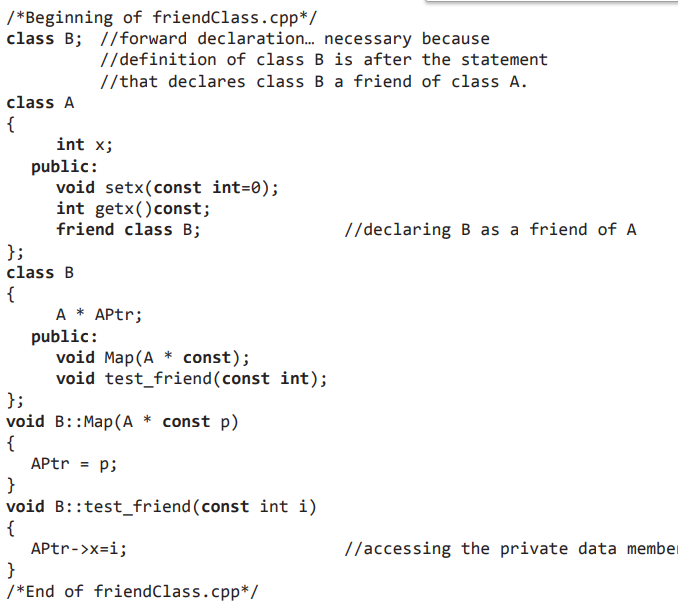 /*Beginning of friendClass.cpp*/
class B;  //forward declaration… necessary because
          //definition of class B is after the statement
          //that declares class B a friend of class A.
class A
{
      int x;
   public:
      void setx(const int=0);
      int getx()const;
      friend class B;               //declaring B as a friend of A
};
class B
{
      A * APtr;
   public:
      void Map(A * const);
      void test_friend(const int);
};
void B::Map(A * const p)
{
   APtr = p;
}
void B::test_friend(const int i)
{
   APtr->x=i;                       //accessing the private data membe
}
/*End of friendClass.cpp*/